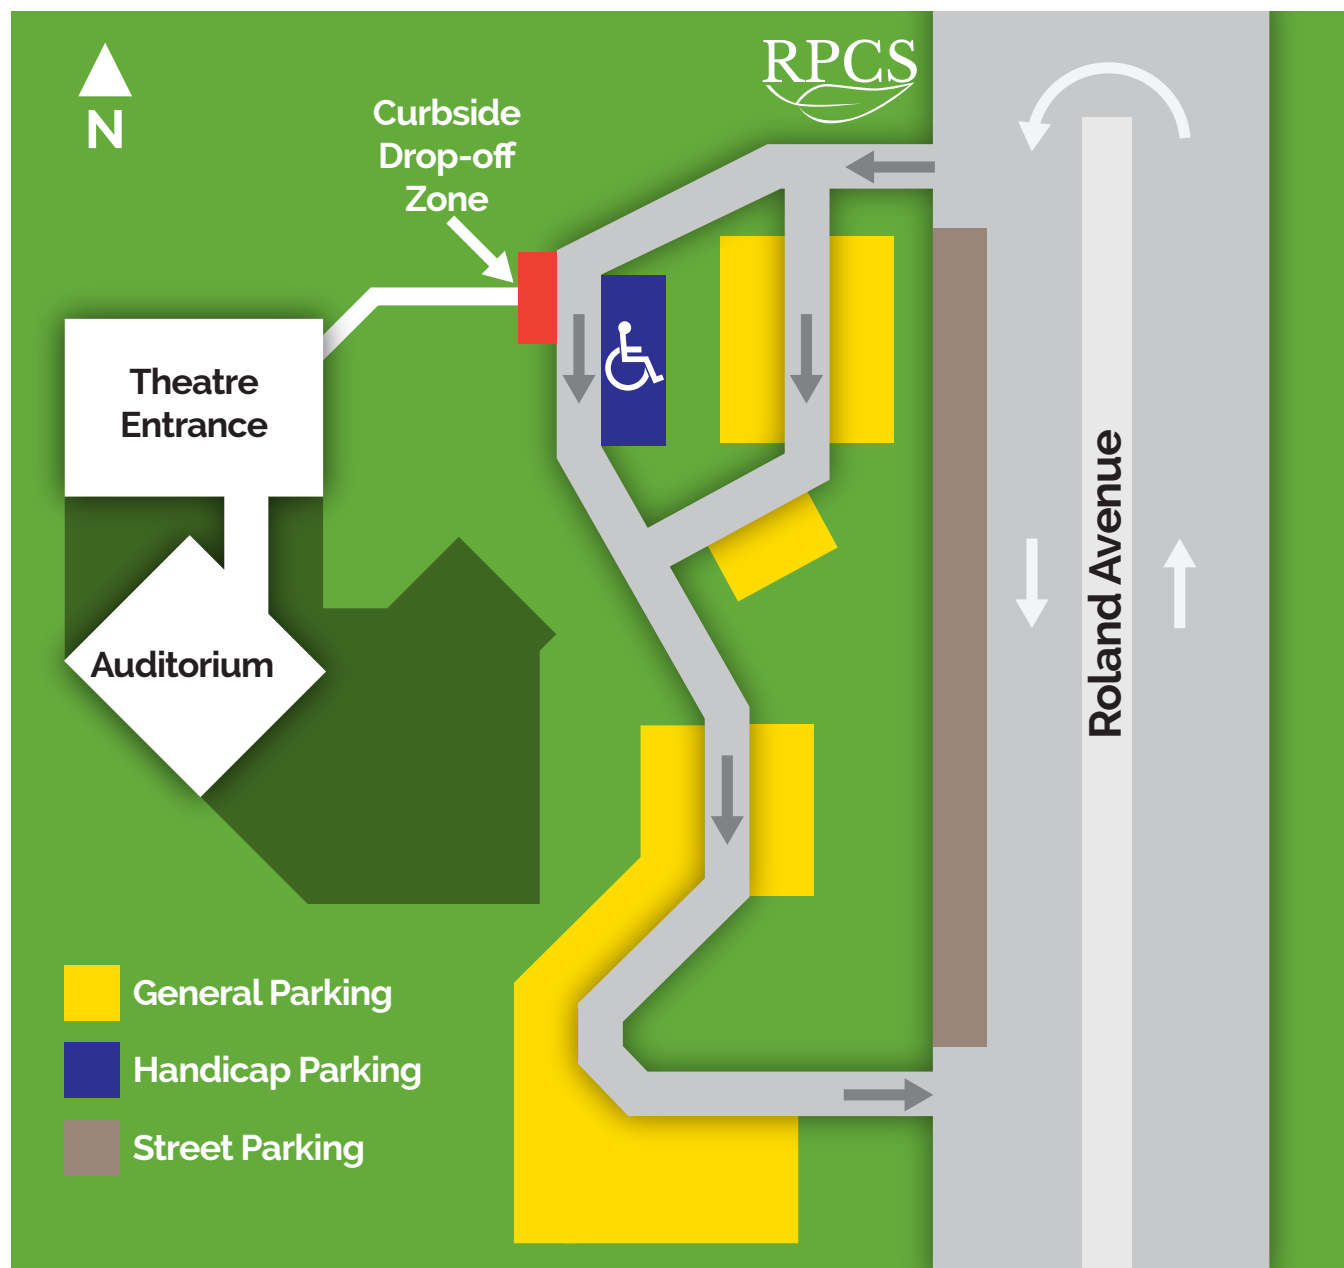 RPCS
N
Curbside
Drop-off
Zone
Theatre
Entrance
Auditorium
Roland Avenue
General Parking
Handicap Parking
Street Parking